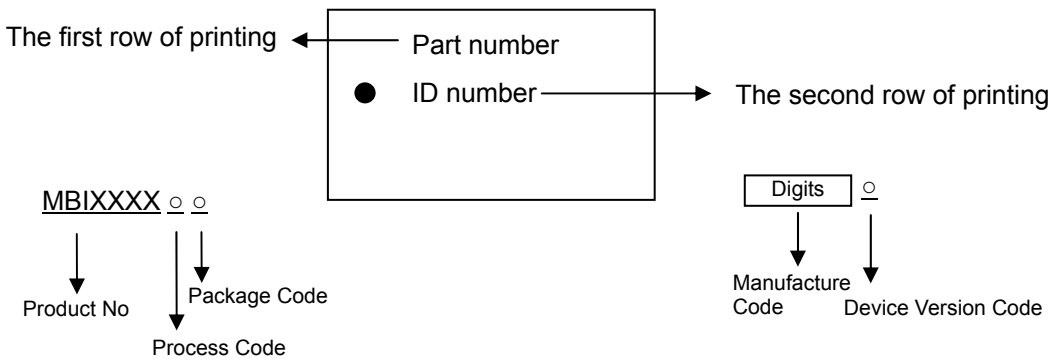 The first row of printing
Part number
ID number
The second row of printing
MBIXXXX ○ ○
Digits ○
Product No
Package Code
Process Code
Manufacture
Code
Device Version Code